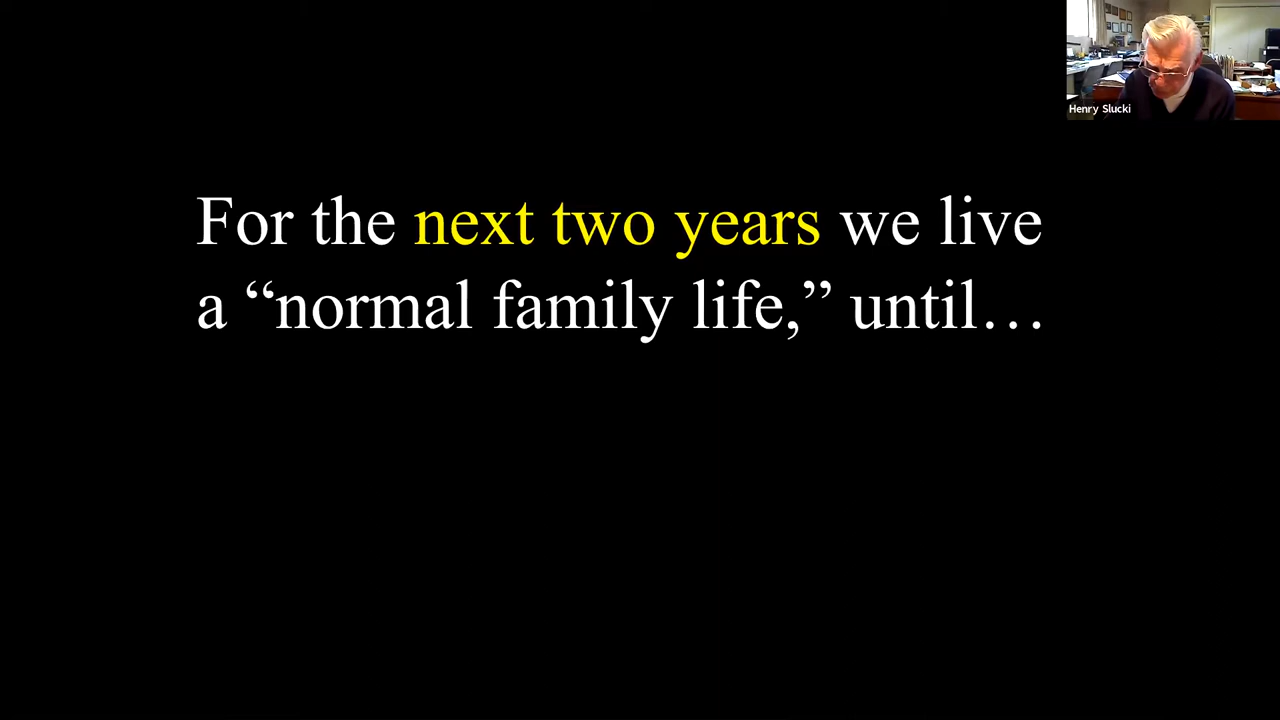 Henry Slucki
For the next two years we live
a “normal family life,” until…